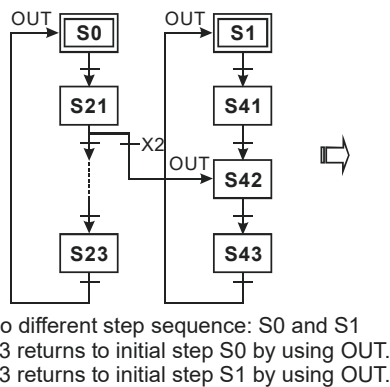 OUT S0 OUT S1
S21 S41
X2
OUT
S42
S23 S43
o different step sequence: S0 and S1
3 returns to initial step S0 by using OUT.
3 returns to initial step S1 by using OUT.